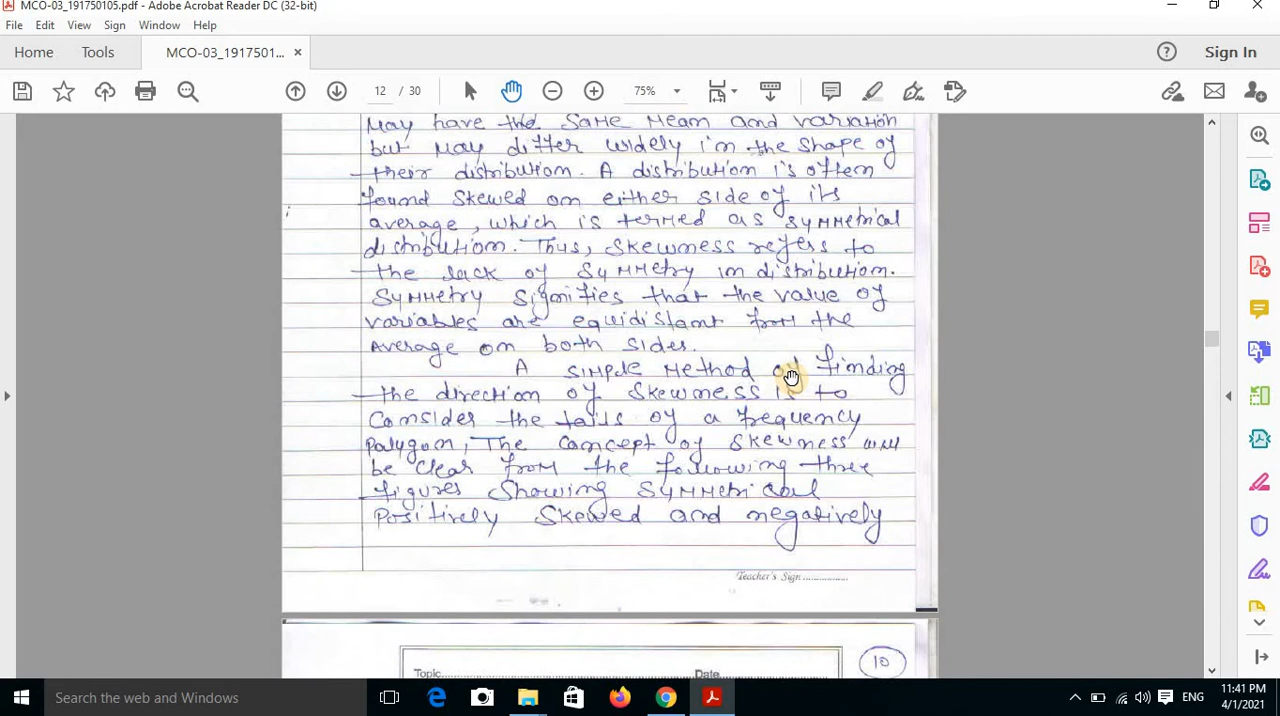 MCO-03_191750105.pdf - Adobe Acrobat Reader DC (32-bit)
File Edit View Sign Window Help
Home Tools MCO-03_1917501... × Sign In
12 / 30 75%
May have the same mean and variation
but may differ widely in the shape of
their distribution. A distribution is often
found skewed on either side of its
average, which is termed as symmetrical
distribution. Thus, skewness refers to
the lack of symmetry in distribution.
Symmetry signifies that the value of
variables are equidistant from the
Average on both sides.
A simple method of finding
the direction of skewness is to
consider the tails of a frequency
polygon, The concept of skewness will
be clear from the following three
figures showing symmetrical
positively skewed and negatively
Teacher's Sign...............
10
Topic Date
Search the web and Windows
ENG
11:41 PM
4/1/2021